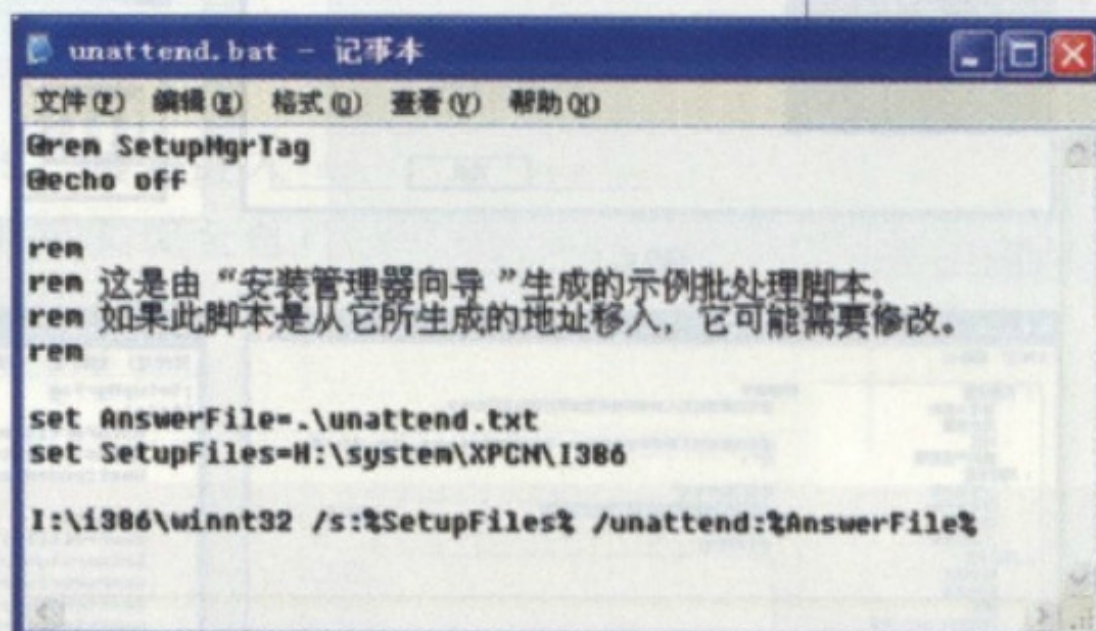 unattend.bat - 记事本
文件(F) 编辑(E) 格式(O) 查看(V) 帮助(H)
@rem SetupMgrTag
@echo off
rem
rem 这是由“安装管理器向导”生成的示例批处理脚本。
rem 如果此脚本是从它所生成的地址移入，它可能需要修改。
rem
set AnswerFile=.\unattend.txt
set SetupFiles=H:\system\XPCN\I386
I:\i386\winnt32 /s:%SetupFiles% /unattend:%AnswerFile%